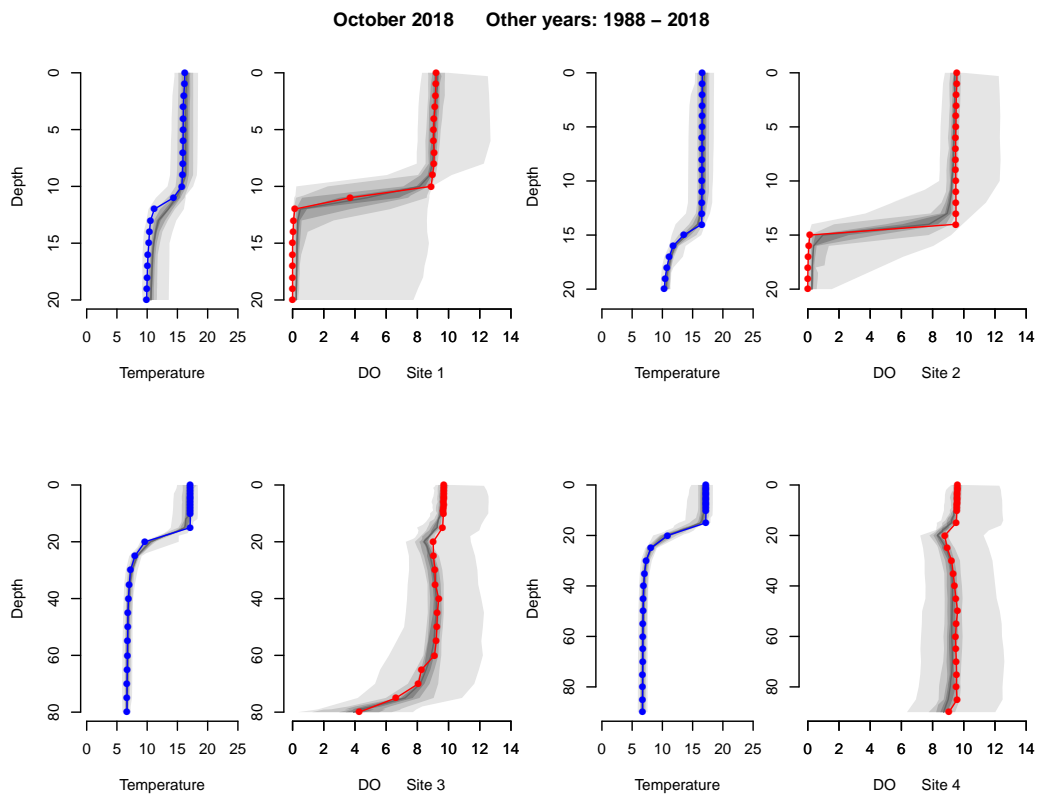 October 2018 Other years: 1988 – 2018
0 5 10 15 20
Depth
0 5 10 15 20 25
Temperature
0 5 10 15 20
0 2 4 6 8 10 12 14
DO Site 1
0 5 10 15 20
Depth
0 5 10 15 20 25
Temperature
0 5 10 15 20
0 2 4 6 8 10 12 14
DO Site 2
0 20 40 60 80
Depth
0 5 10 15 20 25
Temperature
0 20 40 60 80
0 2 4 6 8 10 12 14
DO Site 3
0 20 40 60 80
Depth
0 5 10 15 20 25
Temperature
0 20 40 60 80
0 2 4 6 8 10 12 14
DO Site 4